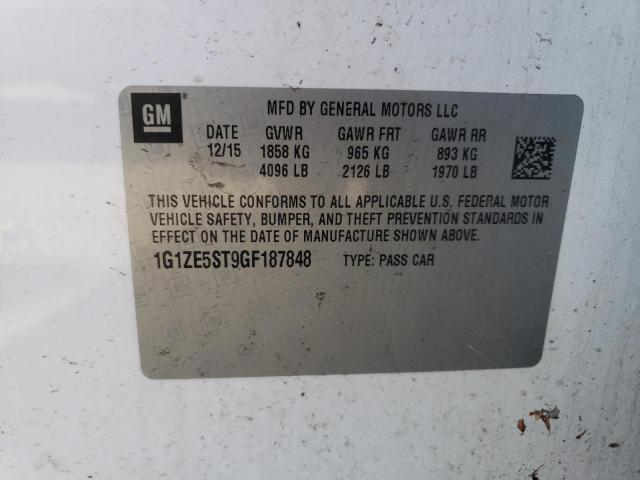 GM
MFD BY GENERAL MOTORS LLC
DATE GVWR GAWR FRT GAWR RR
12/15 1858 KG 965 KG 893 KG
4096 LB 2126 LB 1970 LB
THIS VEHICLE CONFORMS TO ALL APPLICABLE U.S. FEDERAL MOTOR
VEHICLE SAFETY, BUMPER, AND THEFT PREVENTION STANDARDS IN
EFFECT ON THE DATE OF MANUFACTURE SHOWN ABOVE.
1G1ZE5ST9GF187848 TYPE: PASS CAR